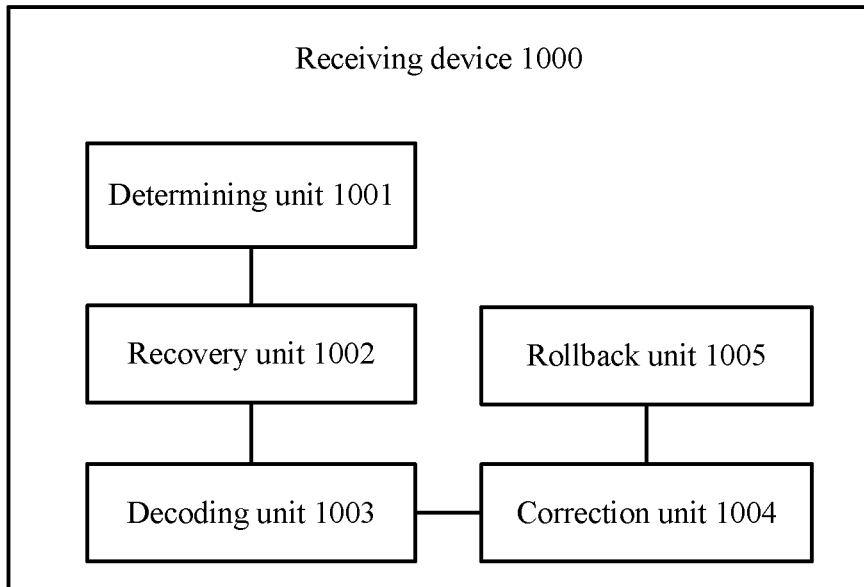 Receiving device 1000
Determining unit 1001
Recovery unit 1002
Rollback unit 1005
Decoding unit 1003
Correction unit 1004